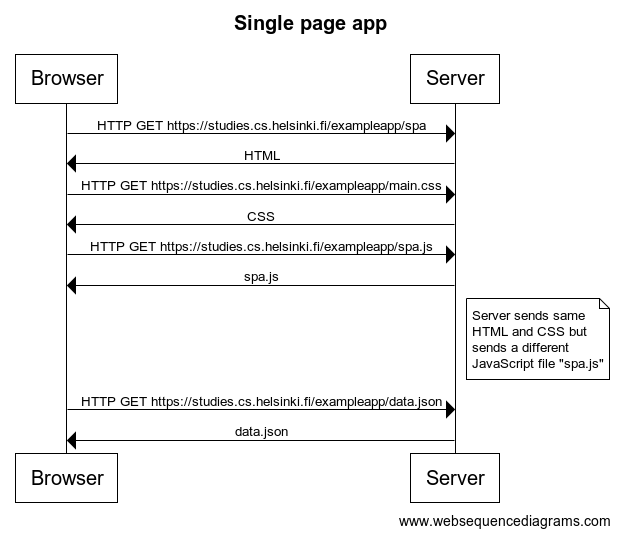 Single page app
Browser
Server
HTTP GET https://studies.cs.helsinki.fi/exampleapp/spa
HTML
HTTP GET https://studies.cs.helsinki.fi/exampleapp/main.css
CSS
HTTP GET https://studies.cs.helsinki.fi/exampleapp/spa.js
spa.js
Server sends same
HTML and CSS but
sends a different
JavaScript file "spa.js"
HTTP GET https://studies.cs.helsinki.fi/exampleapp/data.json
data.json
Browser
Server
www.websequencediagrams.com